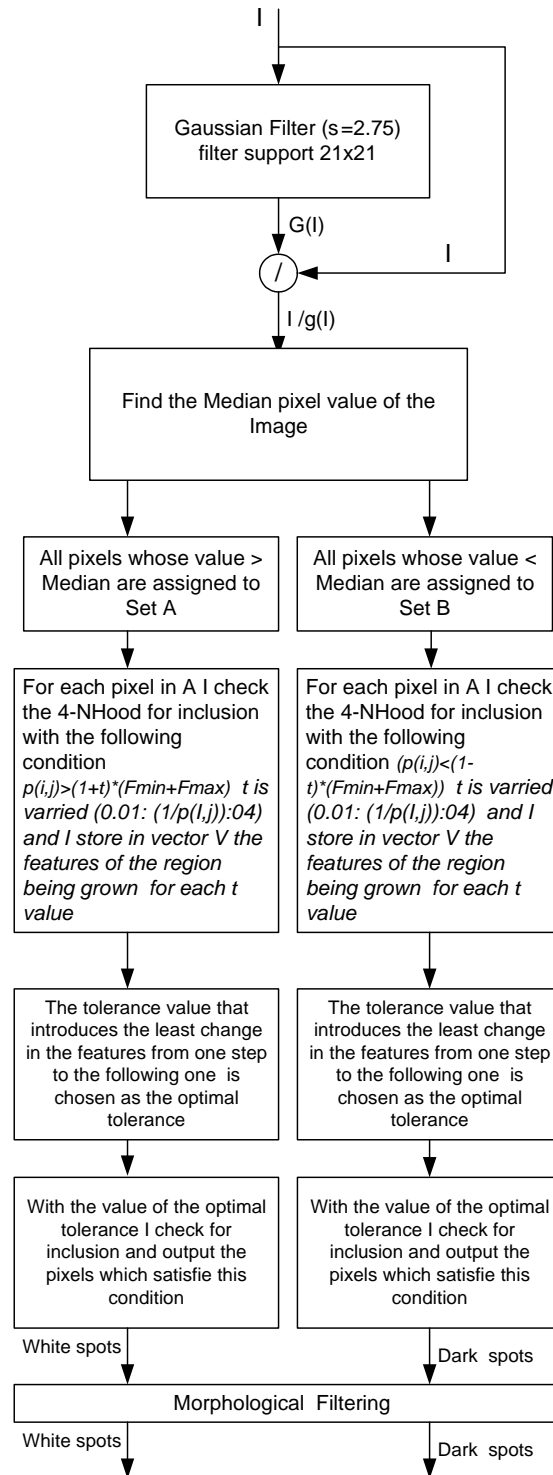 I
Gaussian Filter (s=2.75)
filter support 21x21
G(I)
/
I
I /g(I)
Find the Median pixel value of the
Image
All pixels whose value >
Median are assigned to
Set A
All pixels whose value <
Median are assigned to
Set B
For each pixel in A I check
the 4-NHood for inclusion
with the following
condition
p(i,j)>(1+t)*(Fmin+Fmax) t is
varried (0.01: (1/p(I,j)):04)
and I store in vector V the
features of the region
being grown for each t
value
For each pixel in A I check
the 4-NHood for inclusion
with the following
condition (p(i,j)<(1-
t)*(Fmin+Fmax)) t is varried
(0.01: (1/p(I,j)):04) and I
store in vector V the
features of the region
being grown for each t
value
The tolerance value that
introduces the least change
in the features from one step
to the following one is
chosen as the optimal
tolerance
The tolerance value that
introduces the least change
in the features from one step
to the following one is
chosen as the optimal
tolerance
With the value of the optimal
tolerance I check for
inclusion and output the
pixels which satisfie this
condition
With the value of the optimal
tolerance I check for
inclusion and output the
pixels which satisfie this
condition
White spots
Dark spots
Morphological Filtering
White spots
Dark spots